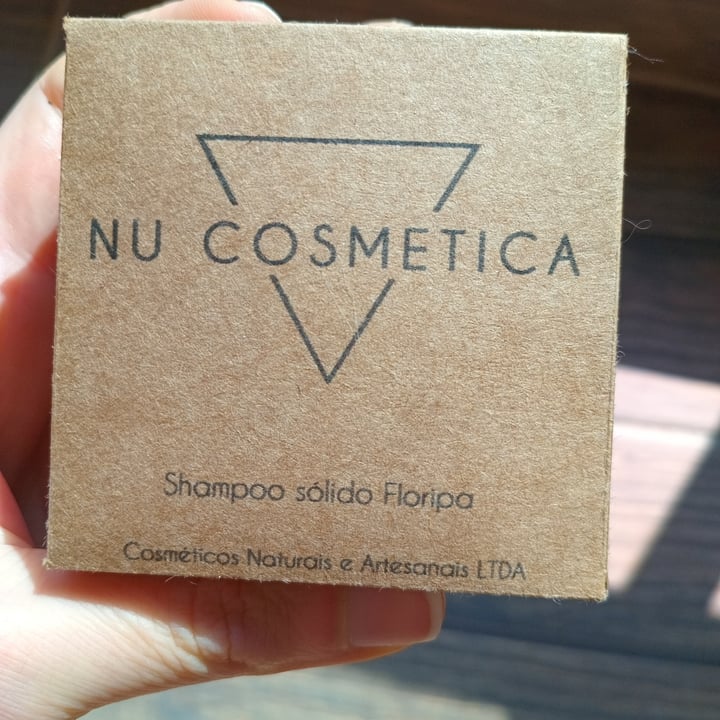 NU COSMETICA
Shampoo sólido Floripa
Cosméticos Naturais e Artesanais LTDA